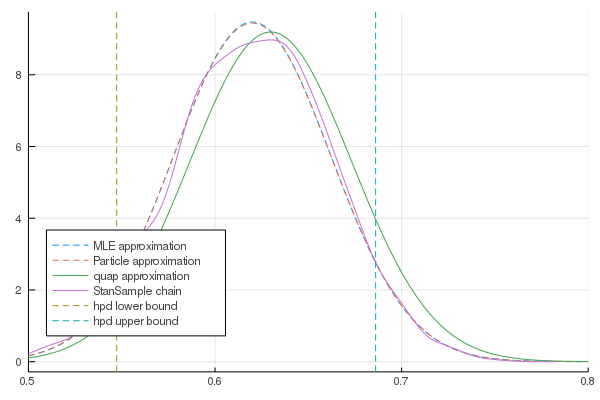 8
6
4
2
0
MLE approximation
Particle approximation
quap approximation
StanSample chain
hpd lower bound
hpd upper bound
0.5
0.6
0.7
0.8